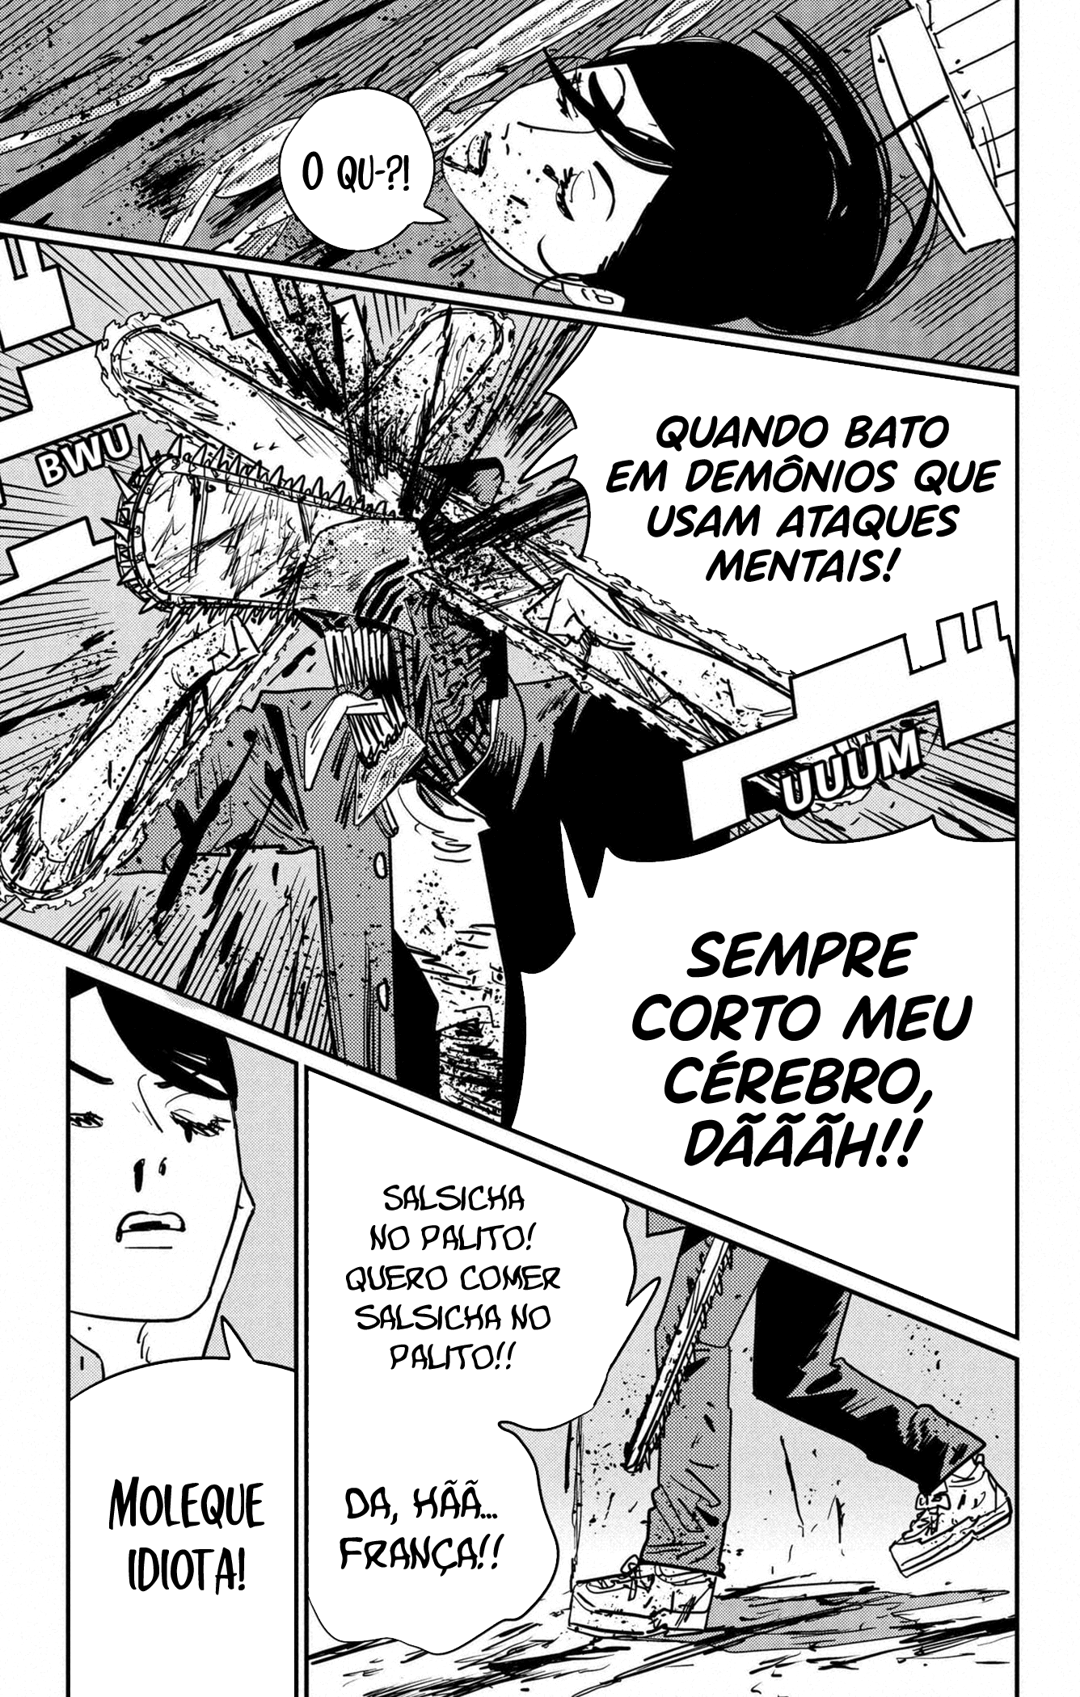 O QU-?!
BWU
QUANDO BATO
EM DEMÔNIOS QUE
USAM ATAQUES
MENTAIS!
UUUM
SEMPRE
CORTO MEU
CÉREBRO,
DÃÃÃH!!
SALSICHA
NO PALITO!
QUERO COMER
SALSICHA NO
PALITO!!
DA, HÃÃ...
FRANÇA!!
MOLEQUE
IDIOTA!